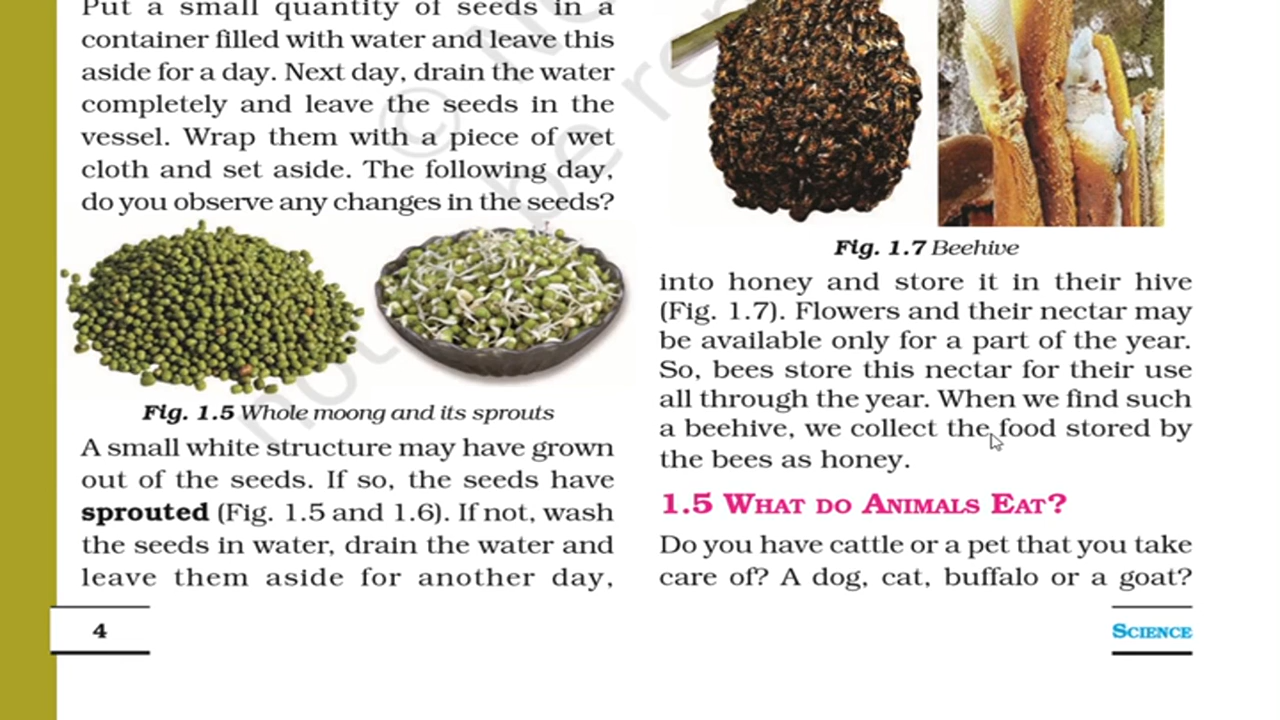 Put a small quantity of seeds in a
container filled with water and leave this
aside for a day. Next day, drain the water
completely and leave the seeds in the
vessel. Wrap them with a piece of wet
cloth and set aside. The following day,
do you observe any changes in the seeds?
Fig. 1.5 Whole moong and its sprouts
A small white structure may have grown
out of the seeds. If so, the seeds have
sprouted (Fig. 1.5 and 1.6). If not, wash
the seeds in water, drain the water and
leave them aside for another day,
4
Fig. 1.7 Beehive
into honey and store it in their hive
(Fig. 1.7). Flowers and their nectar may
be available only for a part of the year.
So, bees store this nectar for their use
all through the year. When we find such
a beehive, we collect the food stored by
the bees as honey.
1.5 WHAT DO ANIMALS EAT?
Do you have cattle or a pet that you take
care of? A dog, cat, buffalo or a goat?
SCIENCE
© N
not be re